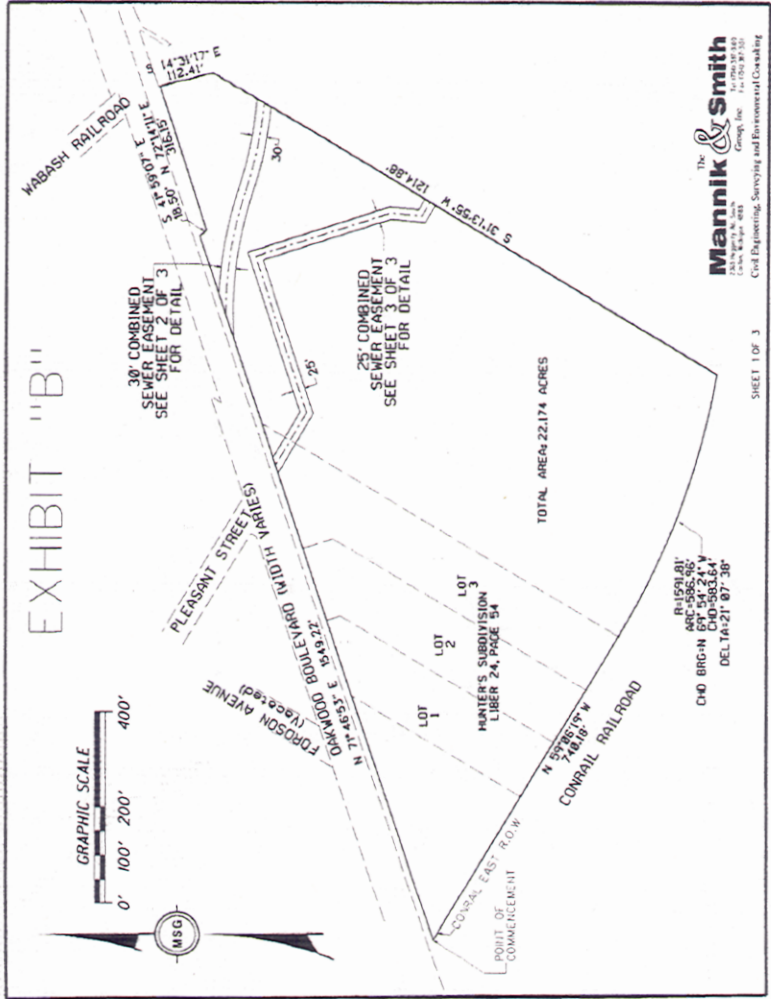 EXHIBIT "B"
GRAPHIC SCALE
0' 100' 200' 400'
MSG
WABASH RAILROAD
S 14°31'17" E
112.41'
S 47°59'07" E
18.50'
N 72°14'11" E
316.15'
30' COMBINED
SEWER EASEMENT
SEE SHEET 2 OF 3
FOR DETAIL
30'
PLEASANT STREET
OAKWOOD BOULEVARD (WIDTH VARIES)
FORDSON AVENUE
(Vacated)
N 71°46'53" E 1549.22'
25'
25' COMBINED
SEWER EASEMENT
SEE SHEET 3 OF 3
FOR DETAIL
S 31°13'55" W 1214.88'
TOTAL AREA: 22.174 ACRES
LOT
1
LOT
2
LOT
3
HUNTER'S SUBDIVISION
LIBER 24, PAGE 54
N 59°06'19" W
740.18'
CONRAIL RAILROAD
CONRAIL EAST R.O.W
POINT OF
COMMENCEMENT
R=1591.81'
ARC=586.96'
CHD BRG=N 69° 54' 24" W
CHD=583.64'
DELTA=21° 07' 38"
The
Mannik & Smith
Group, Inc
Civil Engineering, Surveying and Environmental Consulting
SHEET 1 OF 3